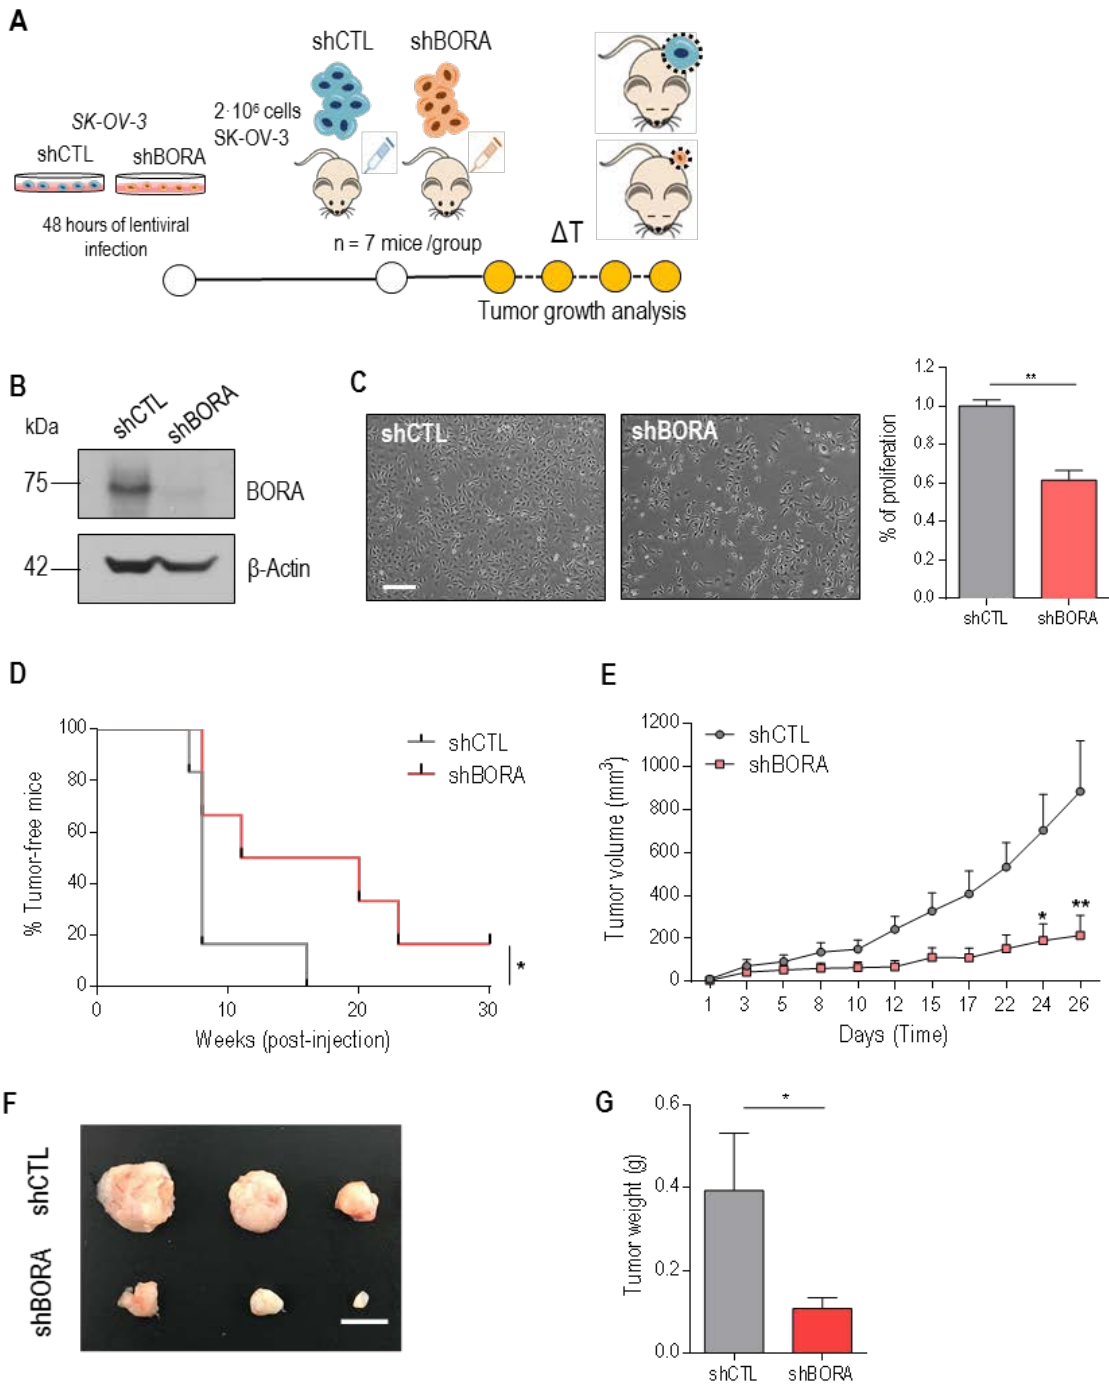 A
shCTL shBORA
SK-OV-3
shCTL shBORA
2·10⁶ cells
SK-OV-3
48 hours of lentiviral
infection
n = 7 mice /group
ΔT
Tumor growth analysis
B
kDa
shCTL
shBORA
75
BORA
42
β-Actin
C
shCTL
shBORA
% of proliferation
1.2
1.0
0.8
0.6
0.4
0.2
0.0
**
shCTL shBORA
D
% Tumor-free mice
100
80
60
40
20
0
shCTL
shBORA
*
0 10 20 30
Weeks (post-injection)
E
Tumor volume (mm³)
1200
1000
800
600
400
200
0
shCTL
shBORA
* **
1 3 5 8 10 12 15 17 22 24 26
Days (Time)
F
shCTL
shBORA
G
Tumor weight (g)
0.6
0.4
0.2
0.0
*
shCTL shBORA